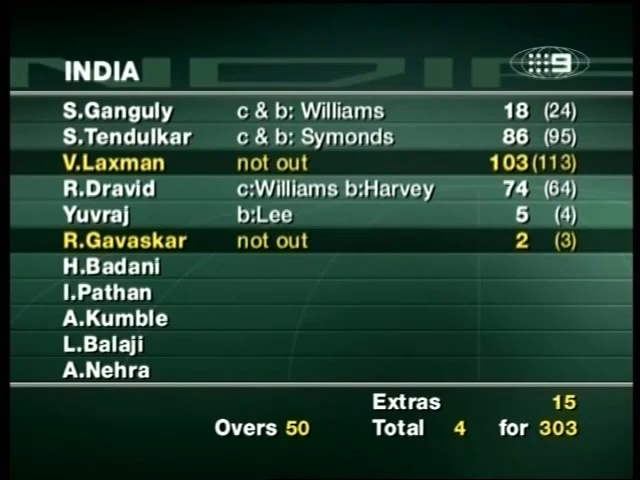 INDIA
9
S.Ganguly c & b: Williams 18 (24)
S.Tendulkar c & b: Symonds 86 (95)
V.Laxman not out 103 (113)
R.Dravid c:Williams b:Harvey 74 (64)
Yuvraj b:Lee 5 (4)
R.Gavaskar not out 2 (3)
H.Badani
I.Pathan
A.Kumble
L.Balaji
A.Nehra
Extras 15
Overs 50 Total 4 for 303